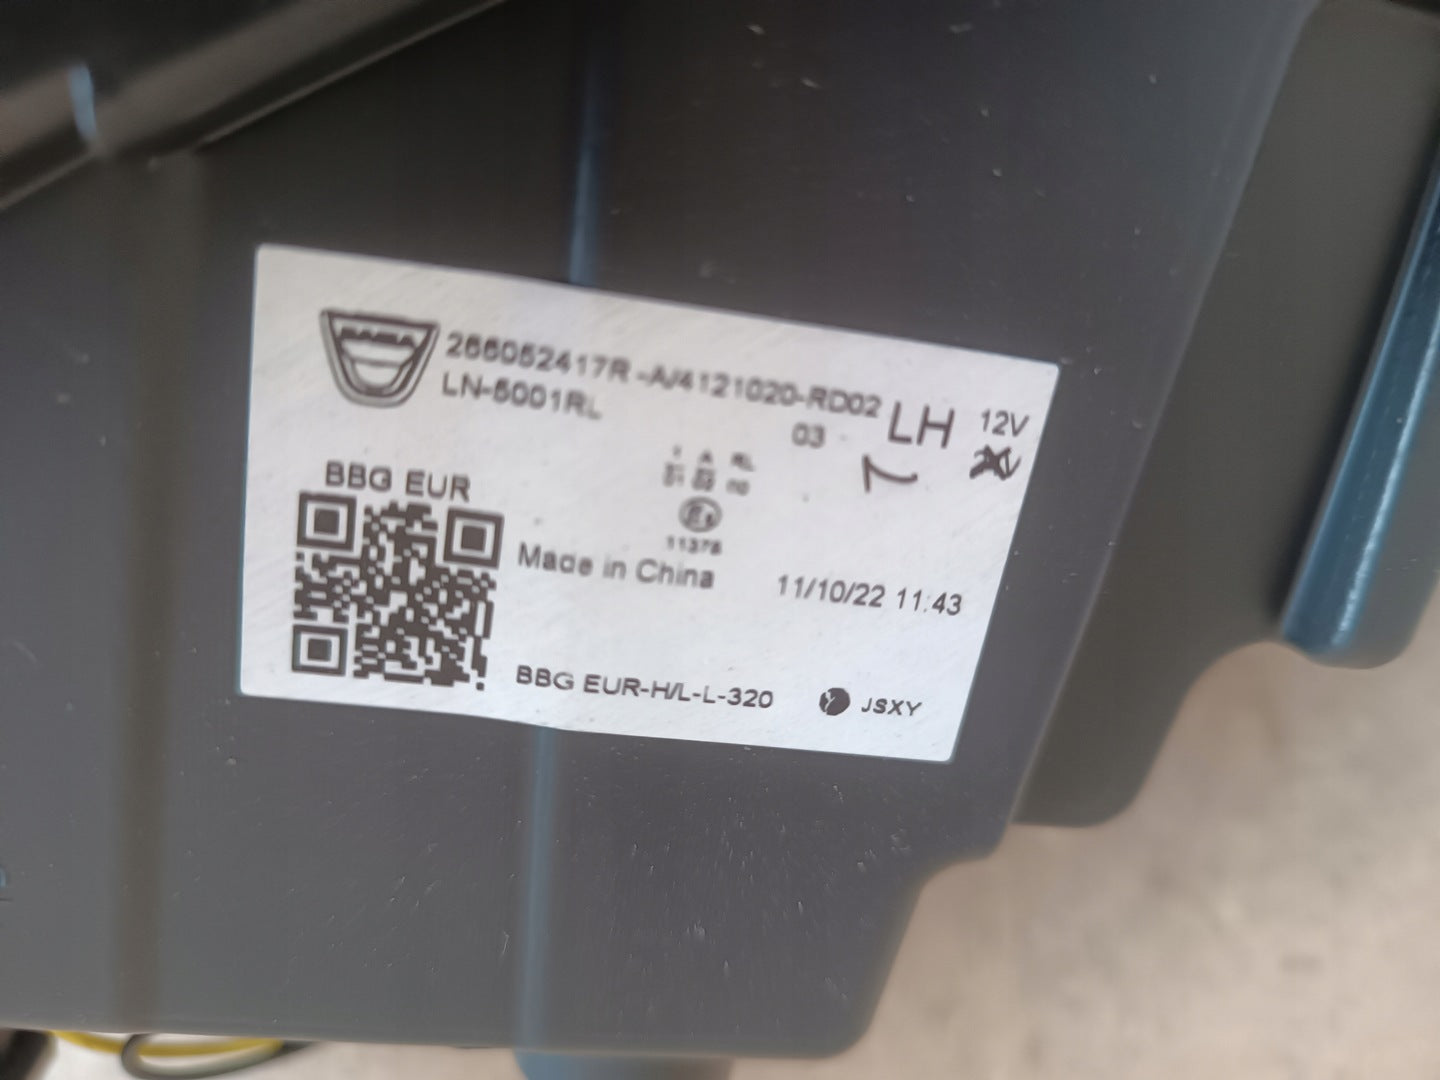 DACIA
266052417R -A/4121020-RD02
LN-5001RL
03
LH
12V
BBG EUR
11378
Made in China
11/10/22 11:43
BBG EUR-H/L-L-320
JSXY